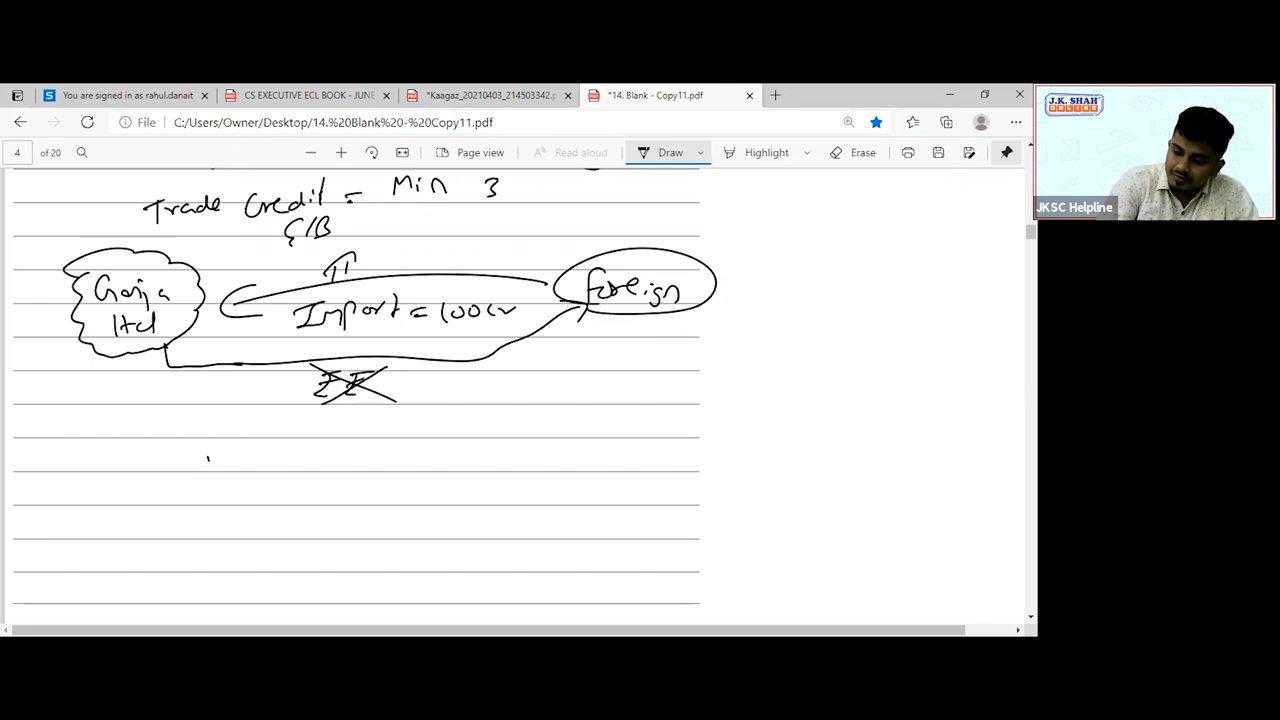 You are signed in as rahul.danait
CS EXECUTIVE ECL BOOK - JUNE
*Kaagaz_20210403_214503342.p
*14. Blank - Copy11.pdf
File
C:/Users/Owner/Desktop/14.%20Blank%20-%20Copy11.pdf
4 of 20
Page view
Read aloud
Draw
Highlight
Erase
J.K. SHAH
ONLINE
JKSC Helpline
Trade Credit = Min 3
Foreign
ltd
Import = 100cr